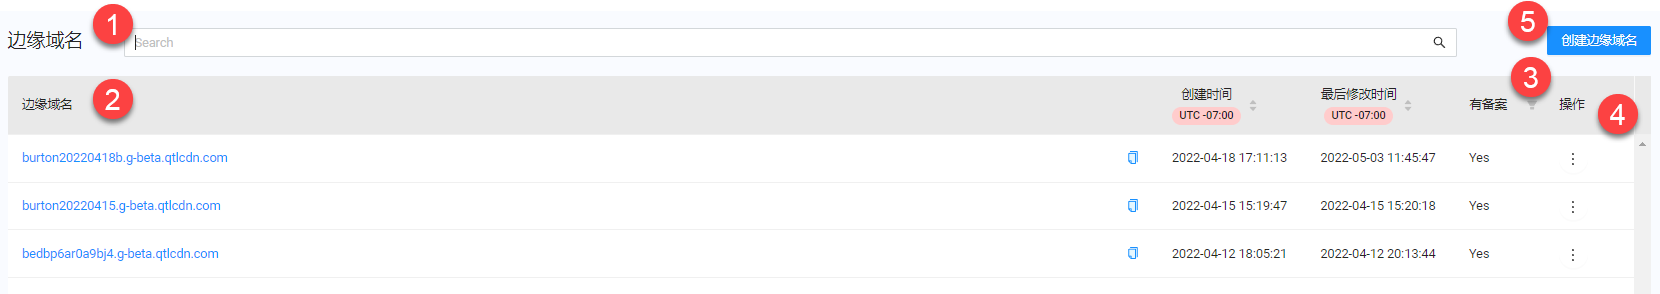 边缘域名 1 Search 5 创建边缘域名
边缘域名 2 创建时间 UTC -07:00 最后修改时间 UTC -07:00 有备案 3 操作 4
burton20220418b.g-beta.qtlcdn.com 2022-04-18 17:11:13 2022-05-03 11:45:47 Yes
burton20220415.g-beta.qtlcdn.com 2022-04-15 15:19:47 2022-04-15 15:20:18 Yes
bedbp6ar0a9bj4.g-beta.qtlcdn.com 2022-04-12 18:05:21 2022-04-12 20:13:44 Yes